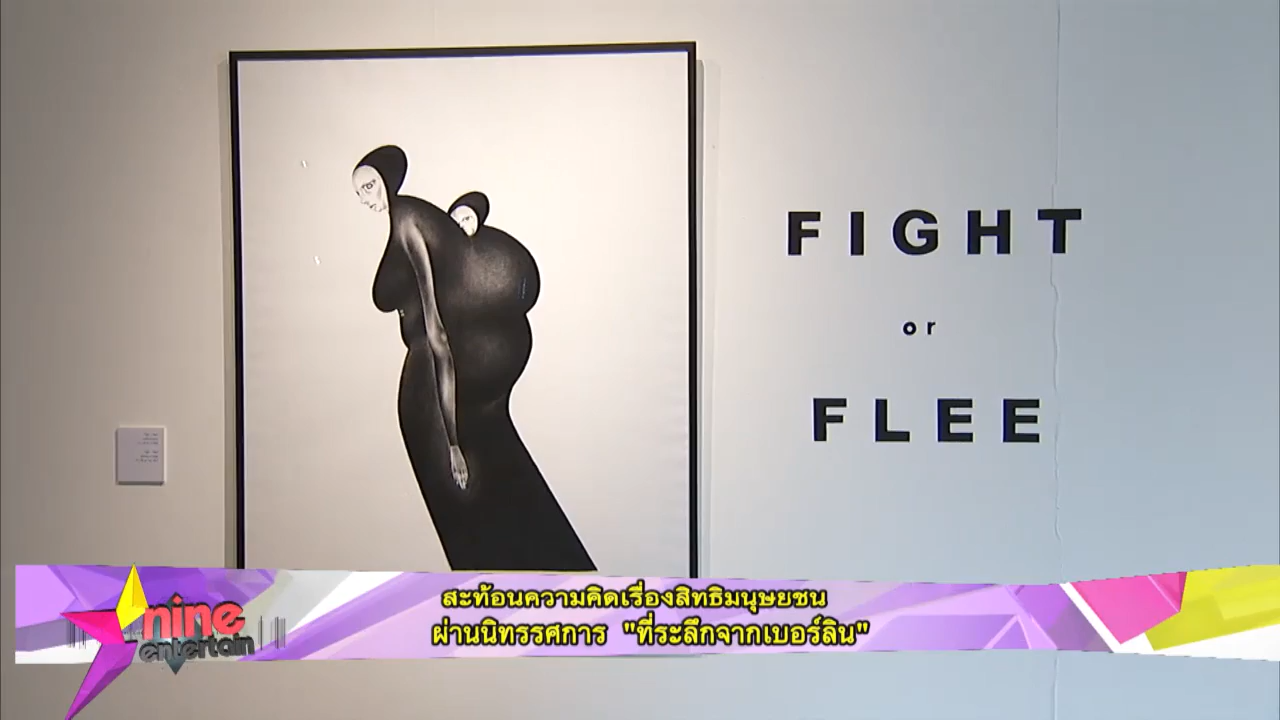 FIGHT
or
FLEE
nine
entertain
สะท้อนความคิดเรื่องสิทธิมนุษยชน
ผ่านนิทรรศการ "ที่ระลึกจากเบอร์ลิน"